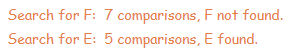 Search for F:  7 comparisons, F not found.
Search for E:  5 comparisons, E found.